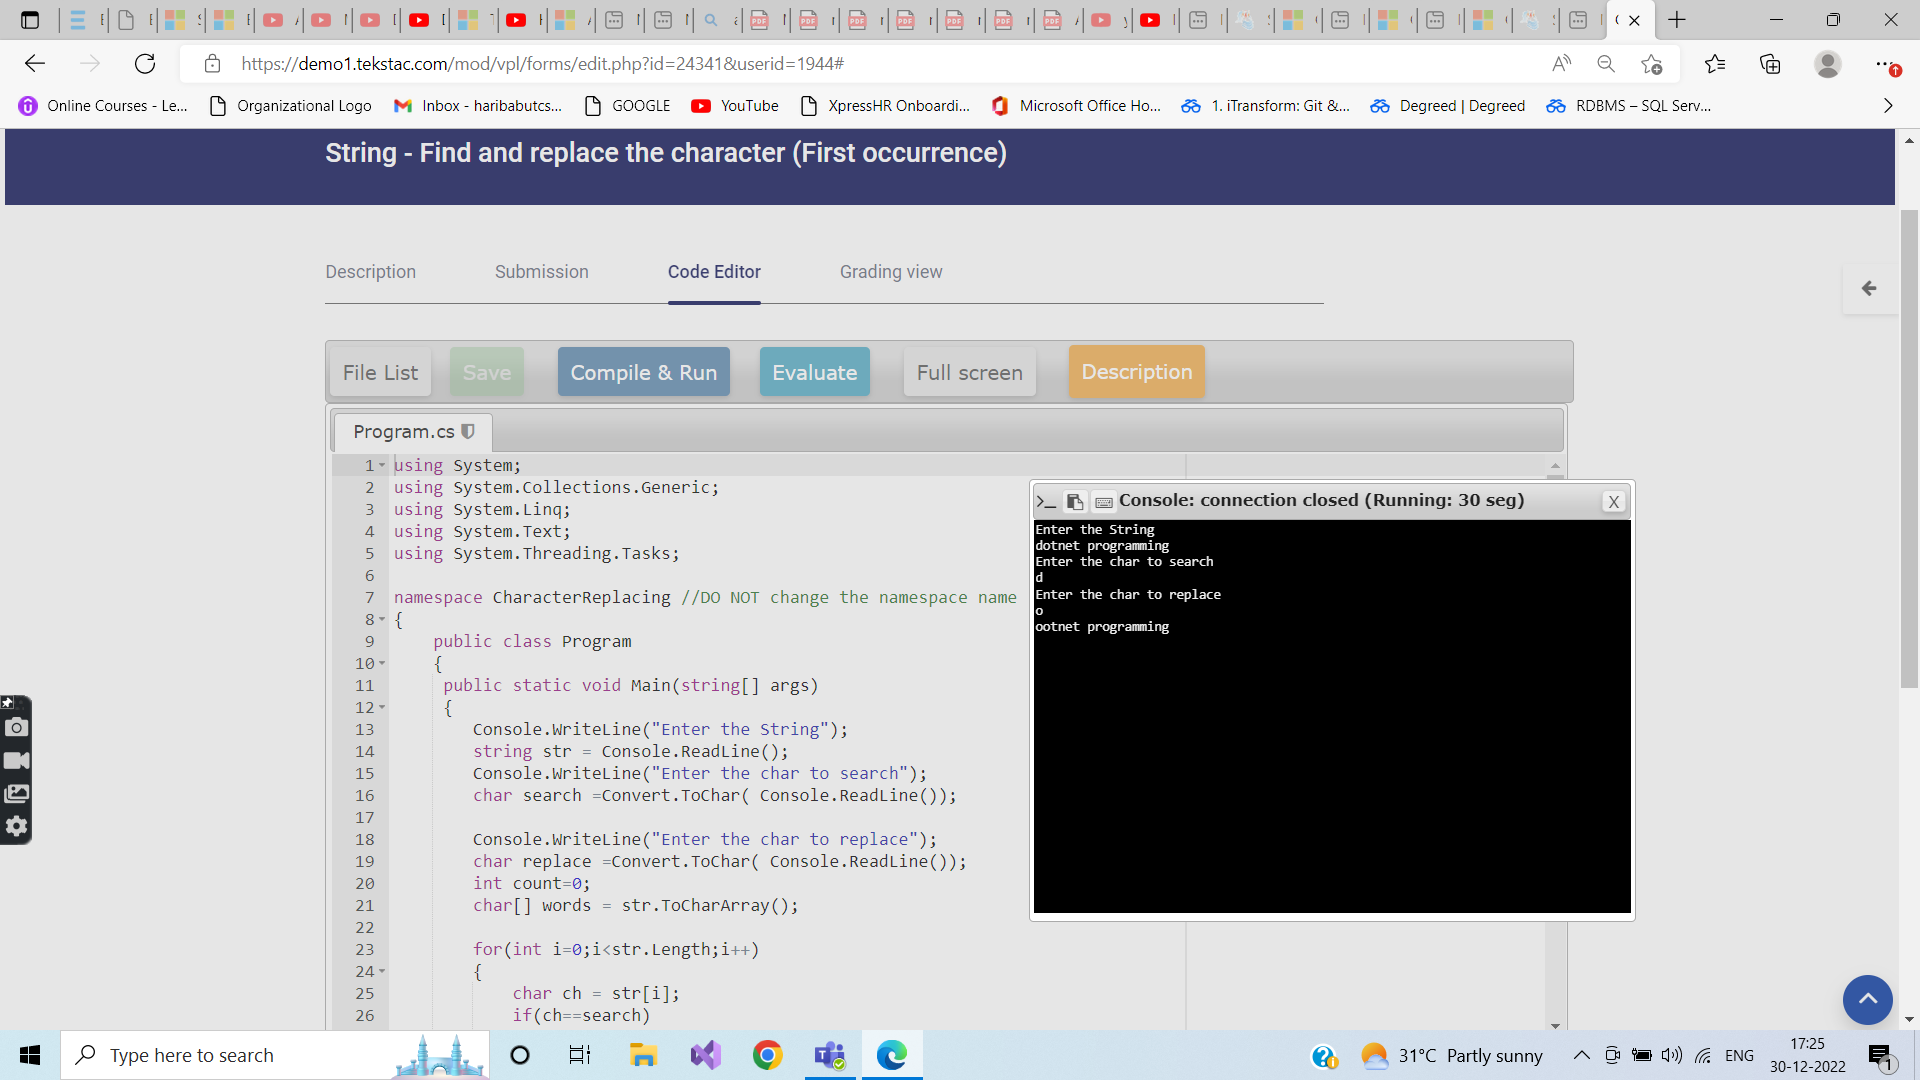 https://demo1.tekstac.com/mod/vpl/forms/edit.php?id=24341&userid=1944#
Online Courses - Le...
Organizational Logo
Inbox - haribabutcs...
GOOGLE
YouTube
XpressHR Onboardi...
Microsoft Office Ho...
1. iTransform: Git &...
Degreed | Degreed
RDBMS – SQL Serv...
String - Find and replace the character (First occurrence)
Description
Submission
Code Editor
Grading view
File List
Save
Compile & Run
Evaluate
Full screen
Description
Program.cs
1 using System;
2 using System.Collections.Generic;
3 using System.Linq;
4 using System.Text;
5 using System.Threading.Tasks;
6
7 namespace CharacterReplacing //DO NOT change the namespace name
8 {
9 public class Program
10 {
11 public static void Main(string[] args)
12 {
13 Console.WriteLine("Enter the String");
14 string str = Console.ReadLine();
15 Console.WriteLine("Enter the char to search");
16 char search =Convert.ToChar( Console.ReadLine());
17
18 Console.WriteLine("Enter the char to replace");
19 char replace =Convert.ToChar( Console.ReadLine());
20 int count=0;
21 char[] words = str.ToCharArray();
22
23 for(int i=0;i<str.Length;i++)
24 {
25 char ch = str[i];
26 if(ch==search)
Console: connection closed (Running: 30 seg)
X
Enter the String
dotnet programming
Enter the char to search
d
Enter the char to replace
o
ootnet programming
Type here to search
31°C Partly sunny
ENG
17:25
30-12-2022
1